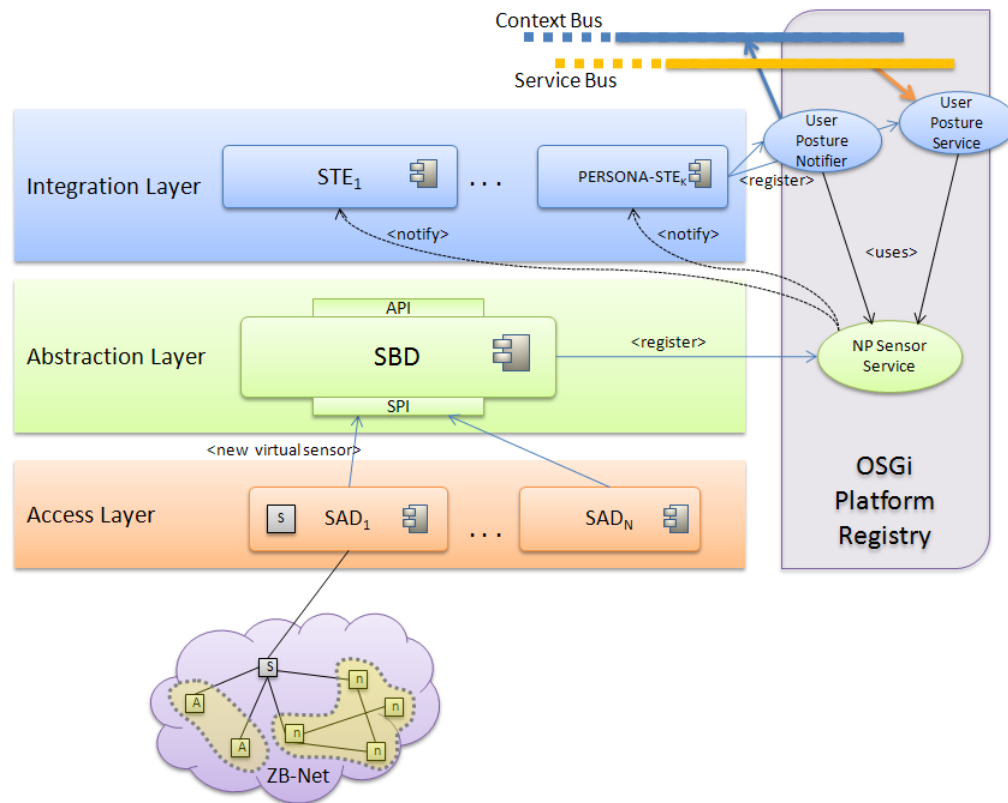 Context Bus
Service Bus
User
Posture
Notifier
User
Posture
Service
Integration Layer
STE1
...
PERSONA-STEK
<register>
<notify>
<notify>
<uses>
API
Abstraction Layer
SBD
<register>
NP Sensor
Service
SPI
<new virtual sensor>
OSGi
Platform
Registry
Access Layer
S
SAD1
...
SADN
S
A
n
n
n
A
n
ZB-Net